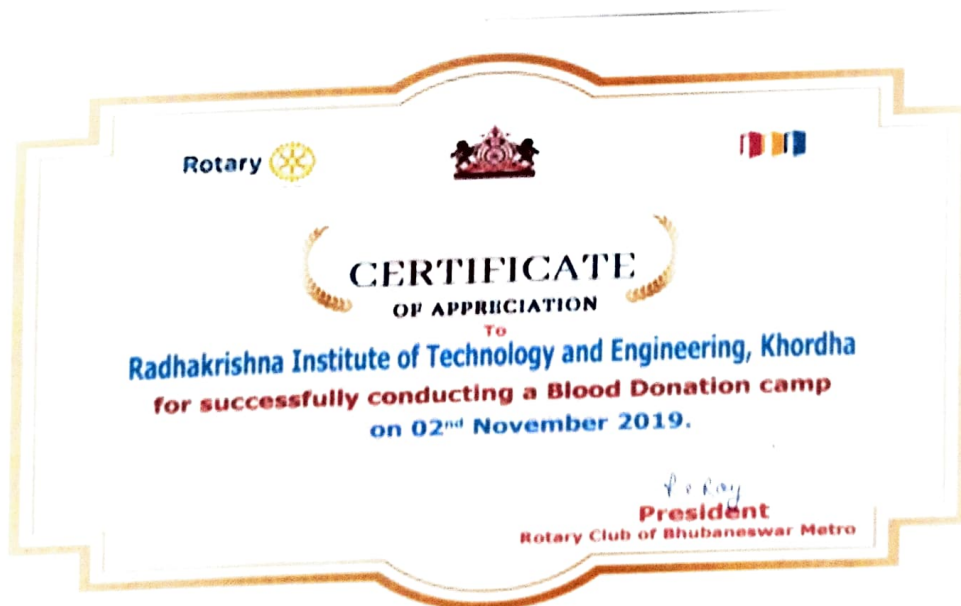 Rotary
CERTIFICATE
OF APPRECIATION
To
Radhakrishna Institute of Technology and Engineering, Khordha
for successfully conducting a Blood Donation camp
on 02nd November 2019.
President
Rotary Club of Bhubaneswar Metro